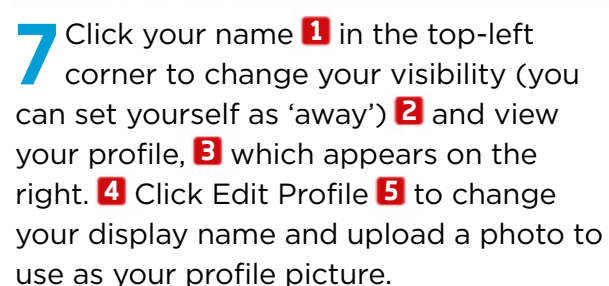 7 Click your name 1 in the top-left
corner to change your visibility (you
can set yourself as ‘away’) 2 and view
your profile, 3 which appears on the
right. 4 Click Edit Profile 5 to change
your display name and upload a photo to
use as your profile picture.